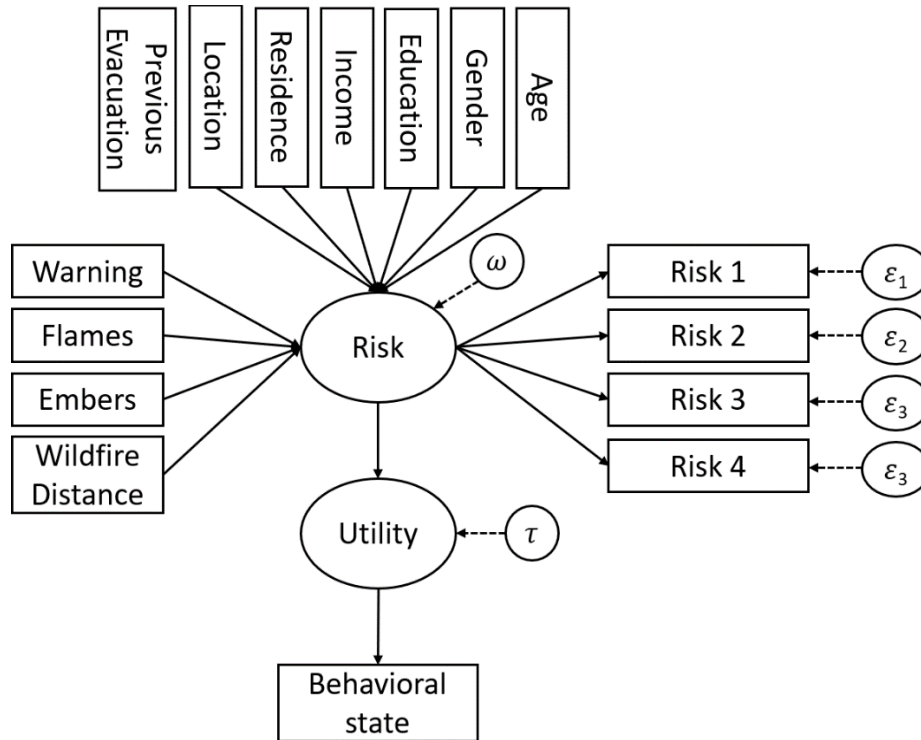 Previous
Evacuation
Location
Residence
Income
Education
Gender
Age
ω
Warning
Flames
Embers
Wildfire
Distance
Risk
Risk 1
Risk 2
Risk 3
Risk 4
ε₁
ε₂
ε₃
ε₃
Utility
τ
Behavioral
state